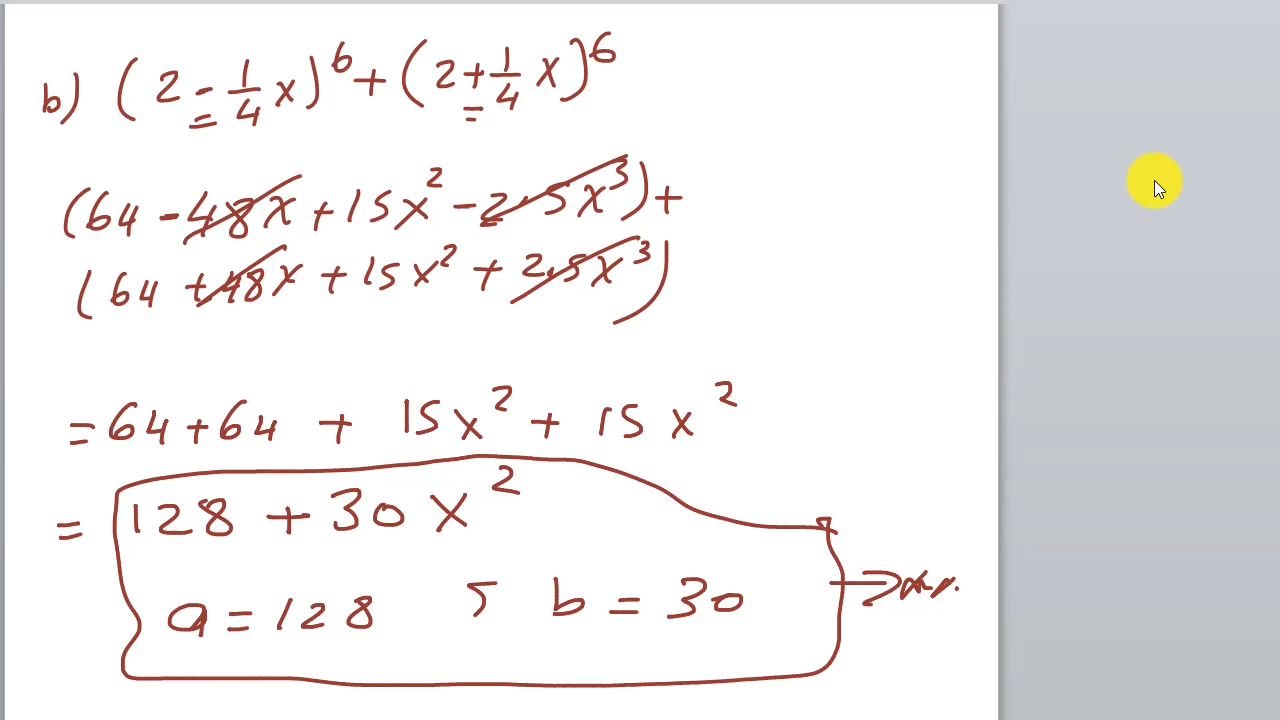 b) (2 - 1/4 x)^6 + (2 + 1/4 x)^6
(64 - 48x + 15x^2 - 2.5x^3) +
(64 + 48x + 15x^2 + 2.5x^3)
= 64 + 64 + 15x^2 + 15x^2
= 128 + 30x^2
a = 128 , b = 30